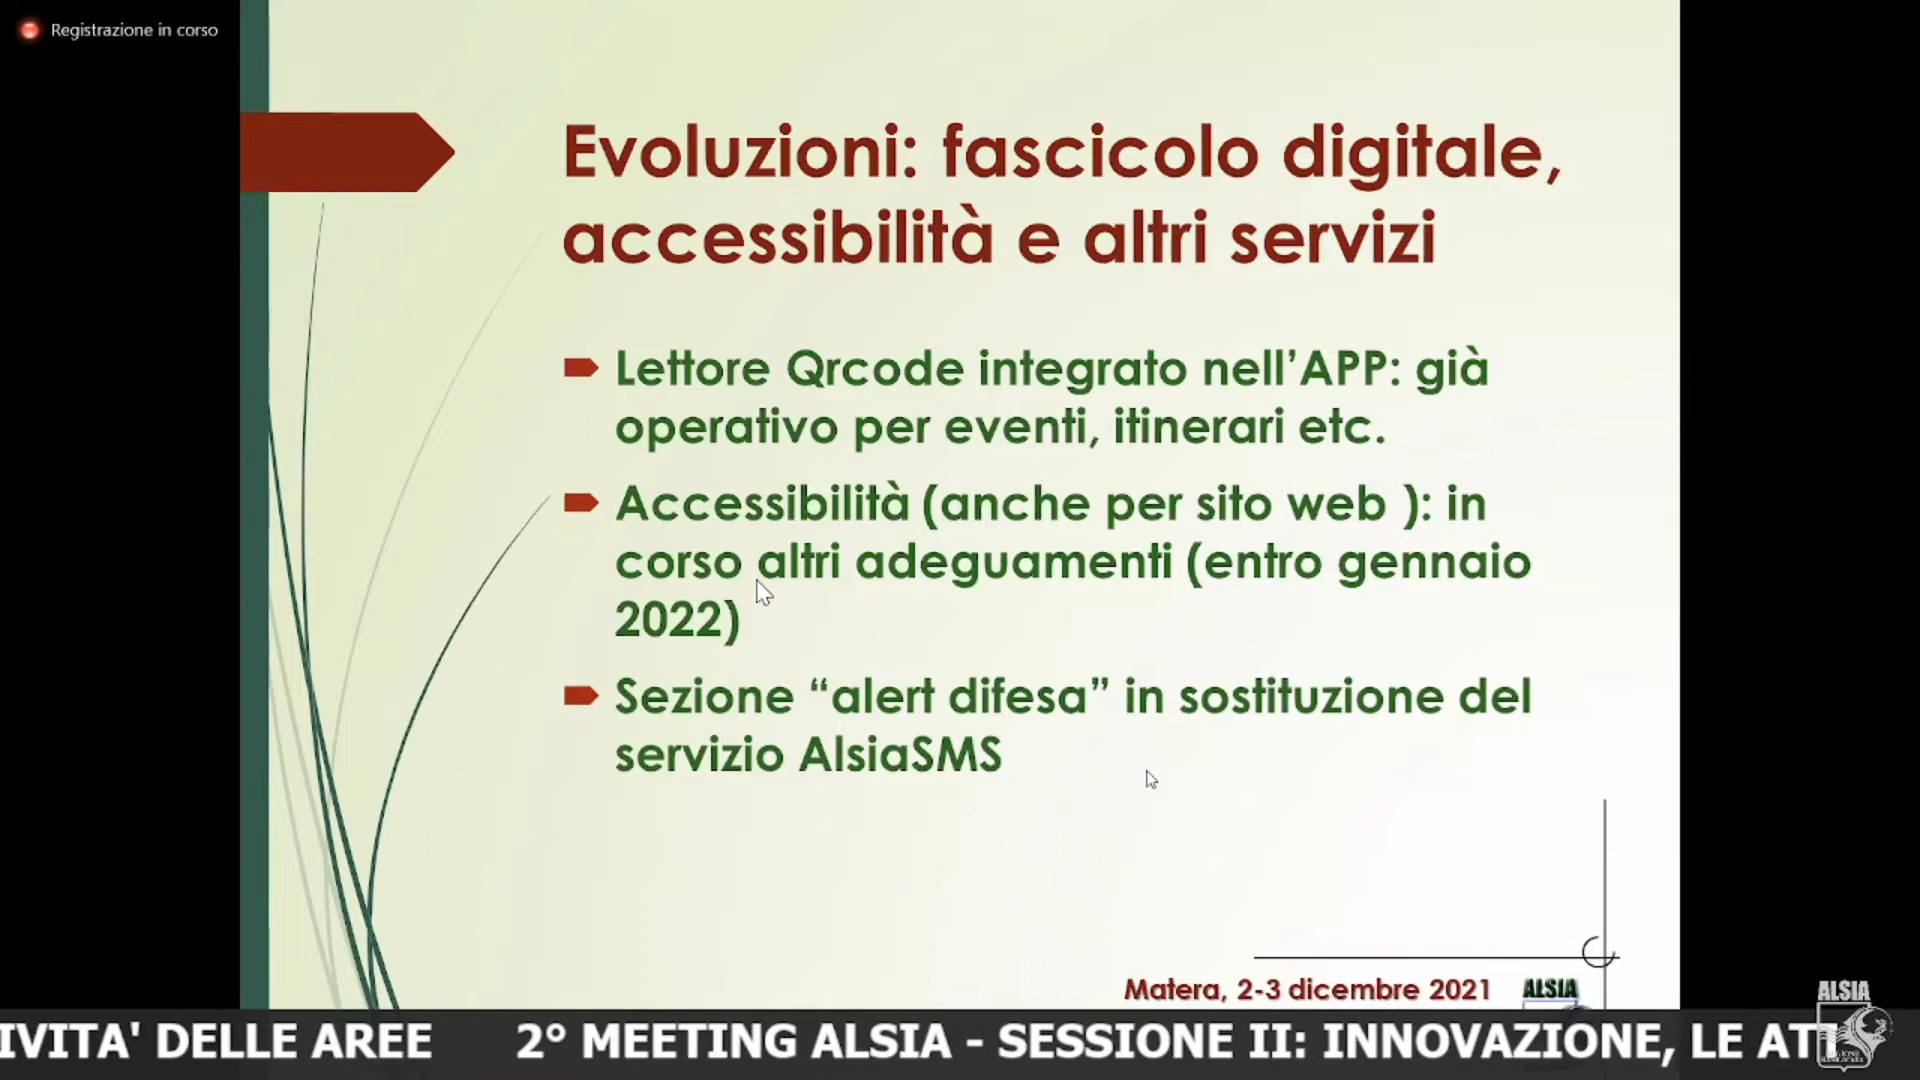 Registrazione in corso
Evoluzioni: fascicolo digitale,
accessibilità e altri servizi
Lettore Qrcode integrato nell’APP: già
operativo per eventi, itinerari etc.
Accessibilità (anche per sito web ): in
corso altri adeguamenti (entro gennaio
2022)
Sezione “alert difesa” in sostituzione del
servizio AlsiaSMS
Matera, 2-3 dicembre 2021
ALSIA
ALSIA
IVITA' DELLE AREE 2° MEETING ALSIA - SESSIONE II: INNOVAZIONE, LE ATT